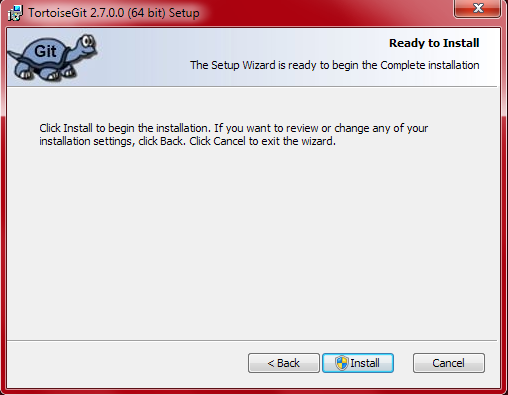 TortoiseGit 2.7.0.0 (64 bit) Setup
Git
Ready to Install
The Setup Wizard is ready to begin the Complete installation
Click Install to begin the installation. If you want to review or change any of your
installation settings, click Back. Click Cancel to exit the wizard.
< Back
Install
Cancel